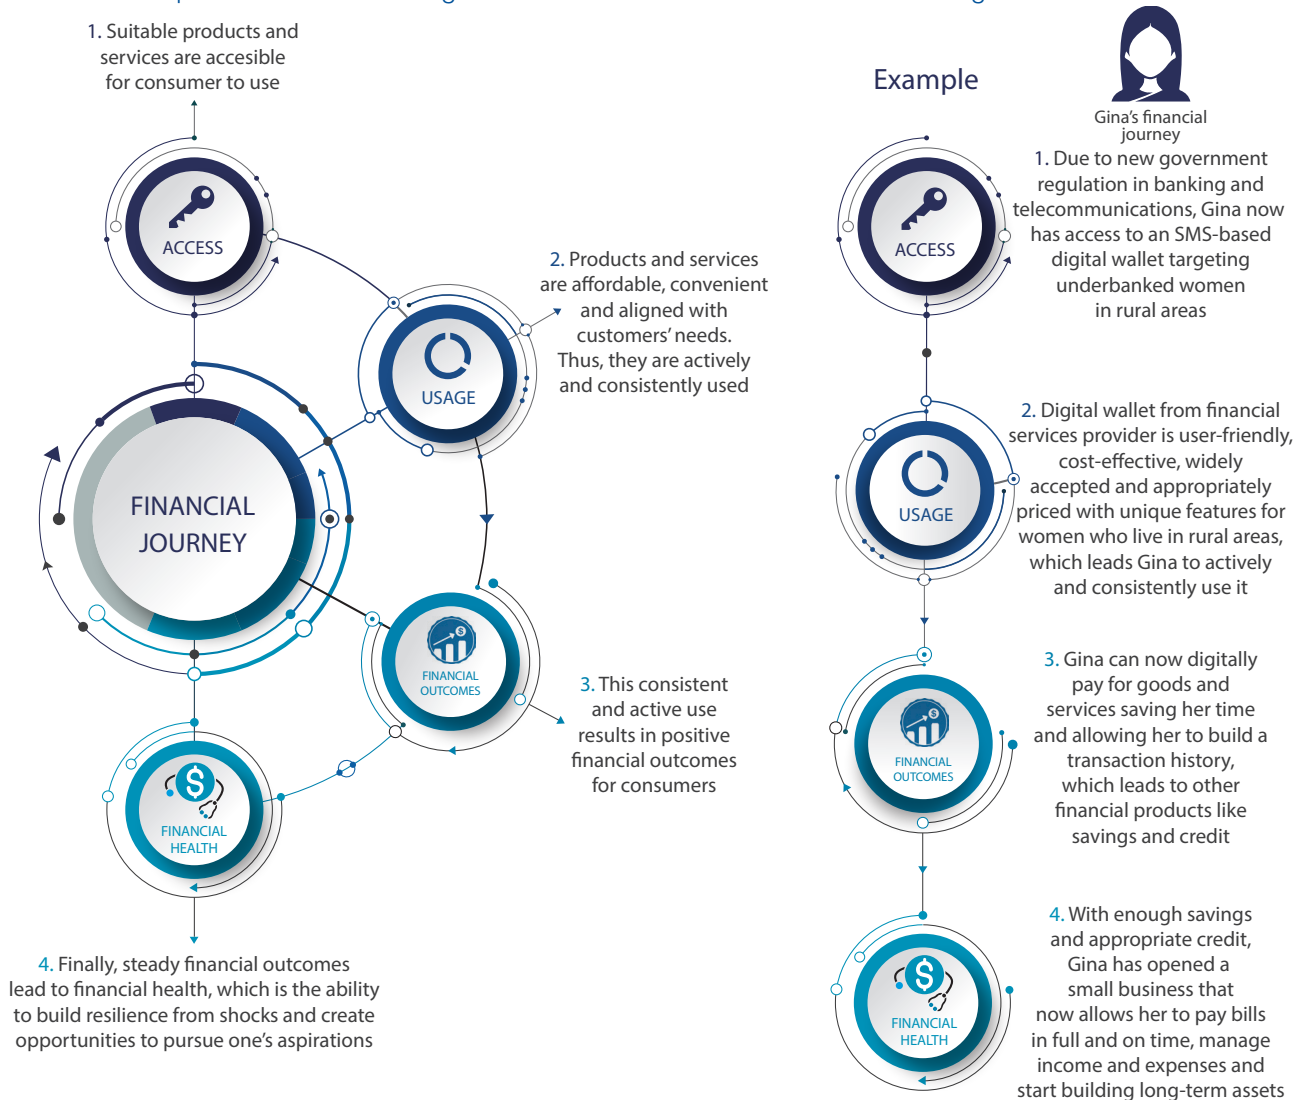 1. Suitable products and
services are accesible
for consumer to use
ACCESS
2. Products and services
are affordable, convenient
and aligned with
customers' needs.
Thus, they are actively
and consistently used
USAGE
FINANCIAL
JOURNEY
FINANCIAL
OUTCOMES
3. This consistent
and active use
results in positive
financial outcomes
for consumers
FINANCIAL
HEALTH
4. Finally, steady financial outcomes
lead to financial health, which is the ability
to build resilience from shocks and create
opportunities to pursue one's aspirations
Example
Gina's financial
journey
ACCESS
1. Due to new government
regulation in banking and
telecommunications, Gina now
has access to an SMS-based
digital wallet targeting
underbanked women
in rural areas
USAGE
2. Digital wallet from financial
services provider is user-friendly,
cost-effective, widely
accepted and appropriately
priced with unique features for
women who live in rural areas,
which leads Gina to actively
and consistently use it
FINANCIAL
OUTCOMES
3. Gina can now digitally
pay for goods and
services saving her time
and allowing her to build a
transaction history,
which leads to other
financial products like
savings and credit
FINANCIAL
HEALTH
4. With enough savings
and appropriate credit,
Gina has opened a
small business that
now allows her to pay bills
in full and on time, manage
income and expenses and
start building long-term assets